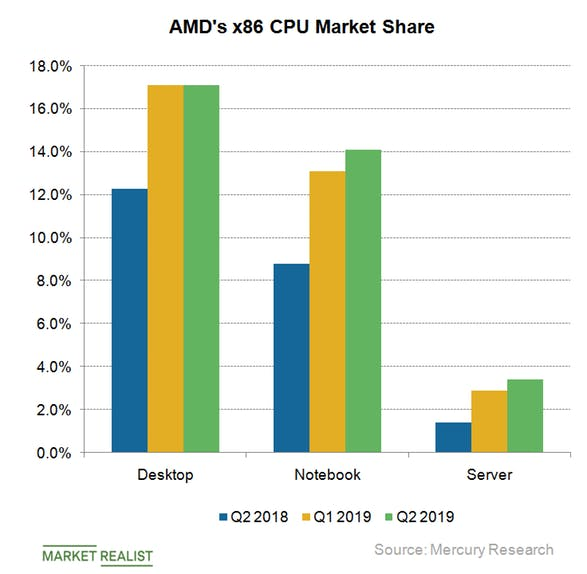 AMD's x86 CPU Market Share
18.0%
16.0%
14.0%
12.0%
10.0%
8.0%
6.0%
4.0%
2.0%
0.0%
Desktop Notebook Server
Q2 2018 Q1 2019 Q2 2019
MARKET REALIST
Source: Mercury Research